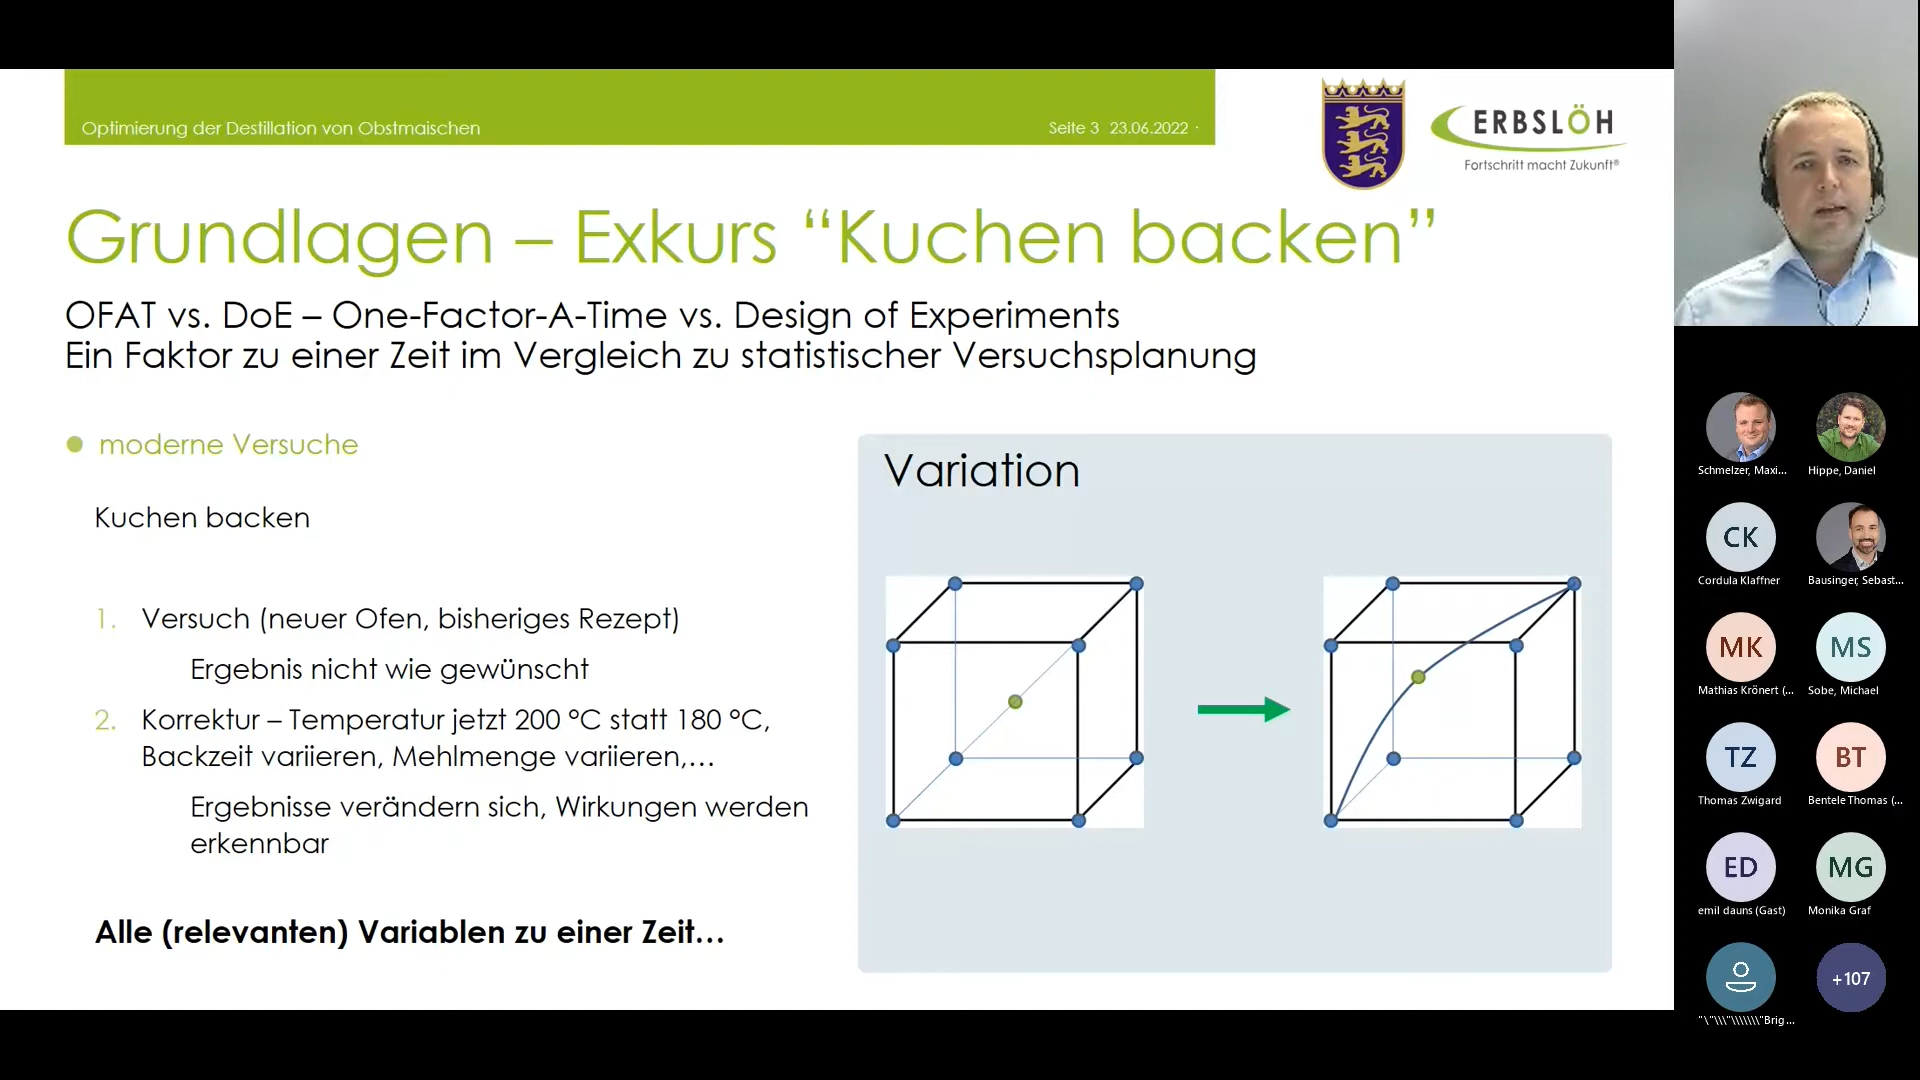 Optimierung der Destillation von Obstmaischen
Seite 3 23.06.2022 ·
ERBSLÖH
Fortschritt macht Zukunft®
Grundlagen – Exkurs “Kuchen backen”
OFAT vs. DoE – One-Factor-A-Time vs. Design of Experiments
Ein Faktor zu einer Zeit im Vergleich zu statistischer Versuchsplanung
moderne Versuche
Kuchen backen
1. Versuch (neuer Ofen, bisheriges Rezept)
Ergebnis nicht wie gewünscht
2. Korrektur – Temperatur jetzt 200 °C statt 180 °C,
Backzeit variieren, Mehlmenge variieren,…
Ergebnisse verändern sich, Wirkungen werden
erkennbar
Alle (relevanten) Variablen zu einer Zeit…
Variation
Schmelzer, Maxi...
Hippe, Daniel
CK
Cordula Klaffner
Bausinger, Sebast...
MK
Mathias Krönert (...
MS
Sobe, Michael
TZ
Thomas Zwigard
BT
Bentele Thomas (...
ED
emil dauns (Gast)
MG
Monika Graf
"\"\\\"\\\\\\\"Brig...
+107